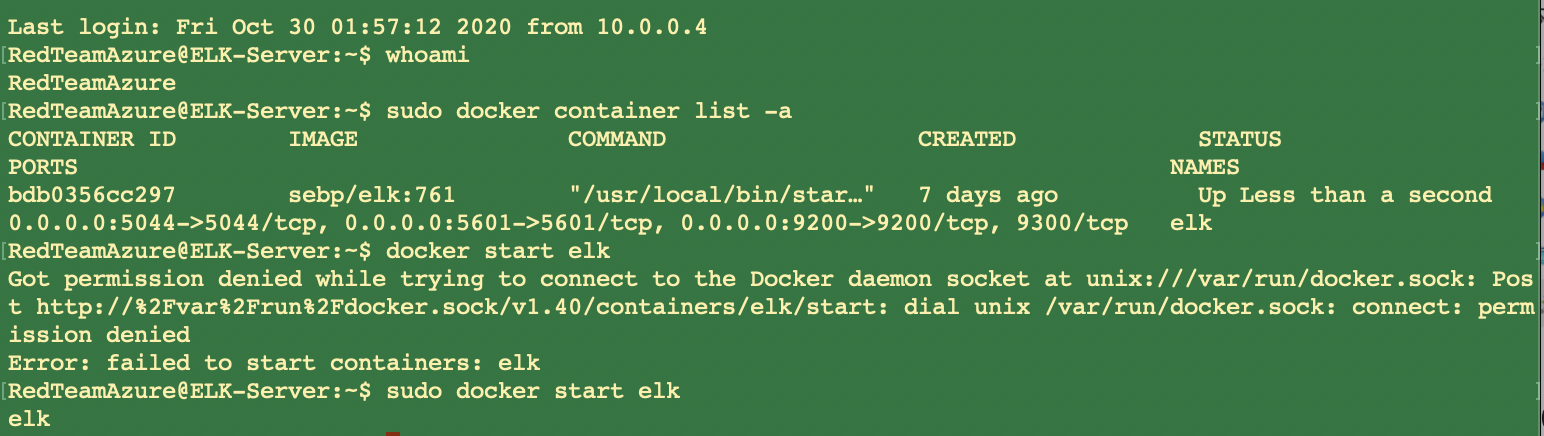 Last login: Fri Oct 30 01:57:12 2020 from 10.0.0.4
[RedTeamAzure@ELK-Server:~$ whoami ]
RedTeamAzure
[RedTeamAzure@ELK-Server:~$ sudo docker container list -a ]
CONTAINER ID        IMAGE               COMMAND                  CREATED             STATUS
PORTS                                                                              NAMES
bdb0356cc297        sebp/elk:761        "/usr/local/bin/star…"   7 days ago          Up Less than a second
0.0.0.0:5044->5044/tcp, 0.0.0.0:5601->5601/tcp, 0.0.0.0:9200->9200/tcp, 9300/tcp   elk
[RedTeamAzure@ELK-Server:~$ docker start elk ]
Got permission denied while trying to connect to the Docker daemon socket at unix:///var/run/docker.sock: Pos
t http://%2Fvar%2Frun%2Fdocker.sock/v1.40/containers/elk/start: dial unix /var/run/docker.sock: connect: perm
ission denied
Error: failed to start containers: elk
[RedTeamAzure@ELK-Server:~$ sudo docker start elk ]
elk